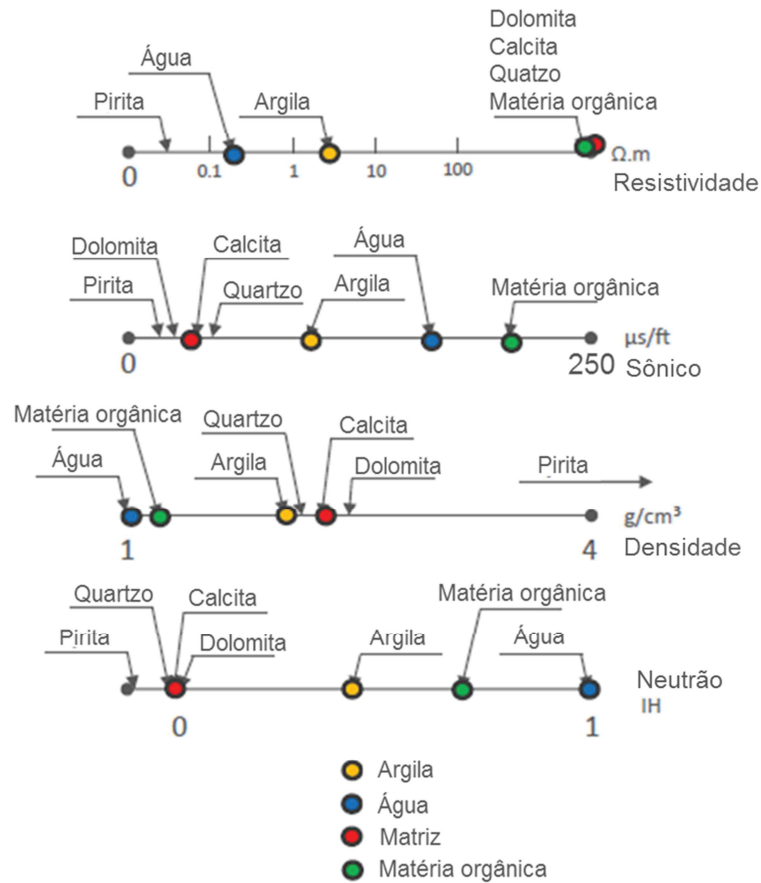 Dolomita
Calcita
Quatzo
Matéria orgânica
Água
Pirita
Argila
0
0.1
1
10
100
Ω.m
Resistividade
Dolomita
Calcita
Água
Pirita
Quartzo
Argila
Matéria orgânica
0
250
µs/ft
Sônico
Matéria orgânica
Quartzo
Calcita
Água
Argila
Dolomita
Pirita
1
4
g/cm³
Densidade
Quartzo
Calcita
Matéria orgânica
Pirita
Dolomita
Argila
Água
Neutrão
IH
0
1
Argila
Água
Matriz
Matéria orgânica